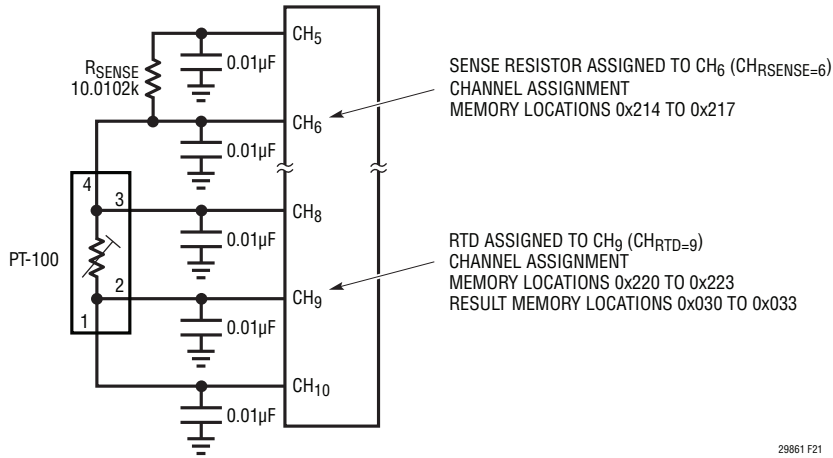 CH5
RSENSE
10.0102k
0.01µF
SENSE RESISTOR ASSIGNED TO CH6 (CHRSENSE=6)
CHANNEL ASSIGNMENT
MEMORY LOCATIONS 0x214 TO 0x217
CH6
0.01µF
4
3
CH8
0.01µF
PT-100
RTD ASSIGNED TO CH9 (CHRTD=9)
CHANNEL ASSIGNMENT
MEMORY LOCATIONS 0x220 TO 0x223
RESULT MEMORY LOCATIONS 0x030 TO 0x033
2
CH9
1
0.01µF
CH10
0.01µF
29861 F21